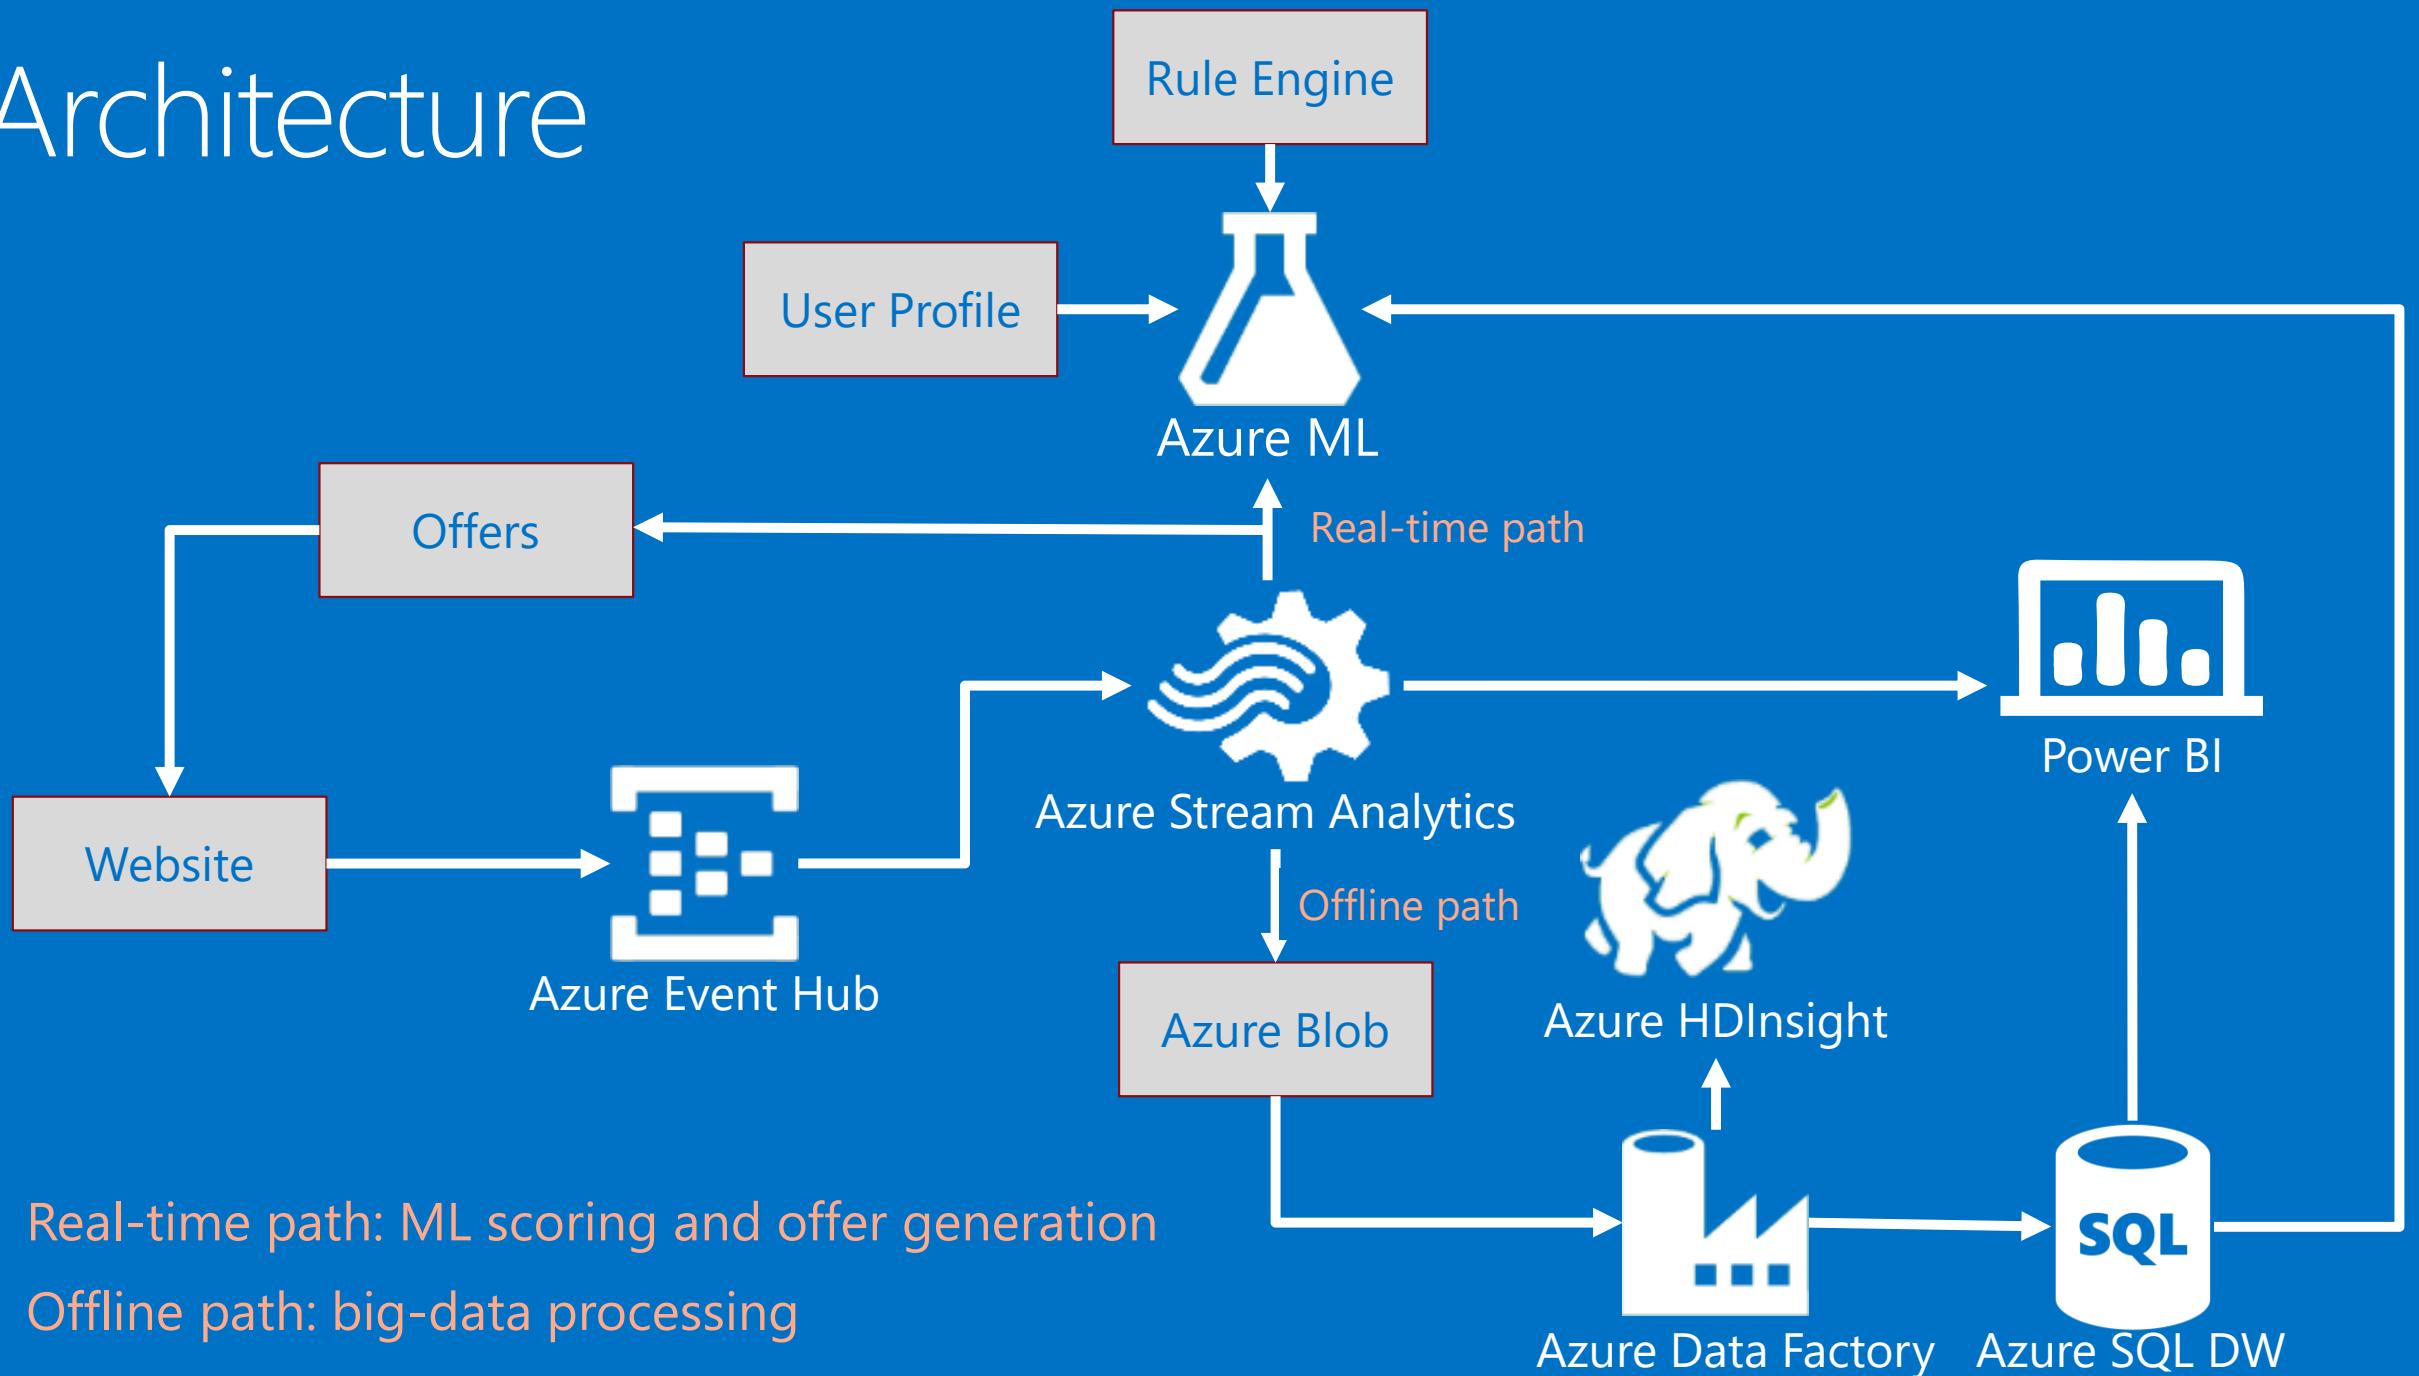 Architecture
Rule Engine
User Profile
Azure ML
Offers
Real-time path
Power BI
Azure Stream Analytics
Website
Offline path
Azure Event Hub
Azure HDInsight
Azure Blob
SQL
Real-time path: ML scoring and offer generation
Offline path: big-data processing
Azure Data Factory
Azure SQL DW